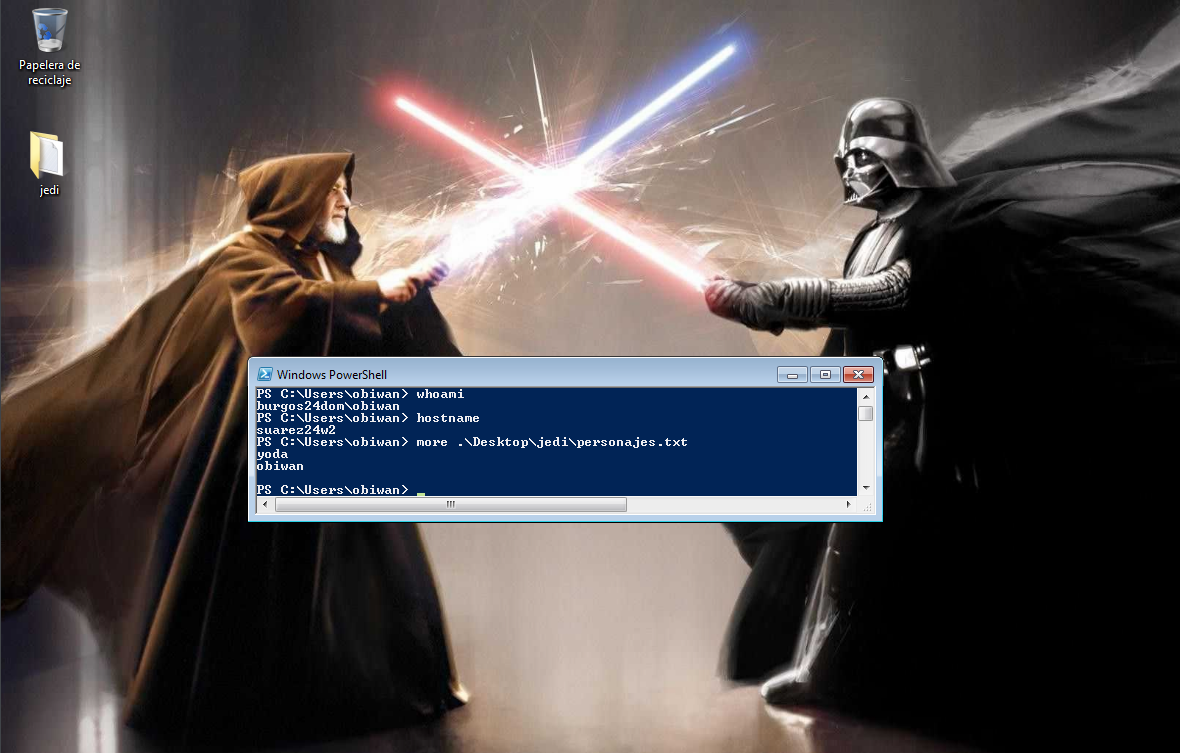 Papelera de
reciclaje
jedi
Windows PowerShell
PS C:\Users\obiwan> whoami
burgos24dom\obiwan
PS C:\Users\obiwan> hostname
suarez24w2
PS C:\Users\obiwan> more .\Desktop\jedi\personajes.txt
yoda
obiwan
PS C:\Users\obiwan> _